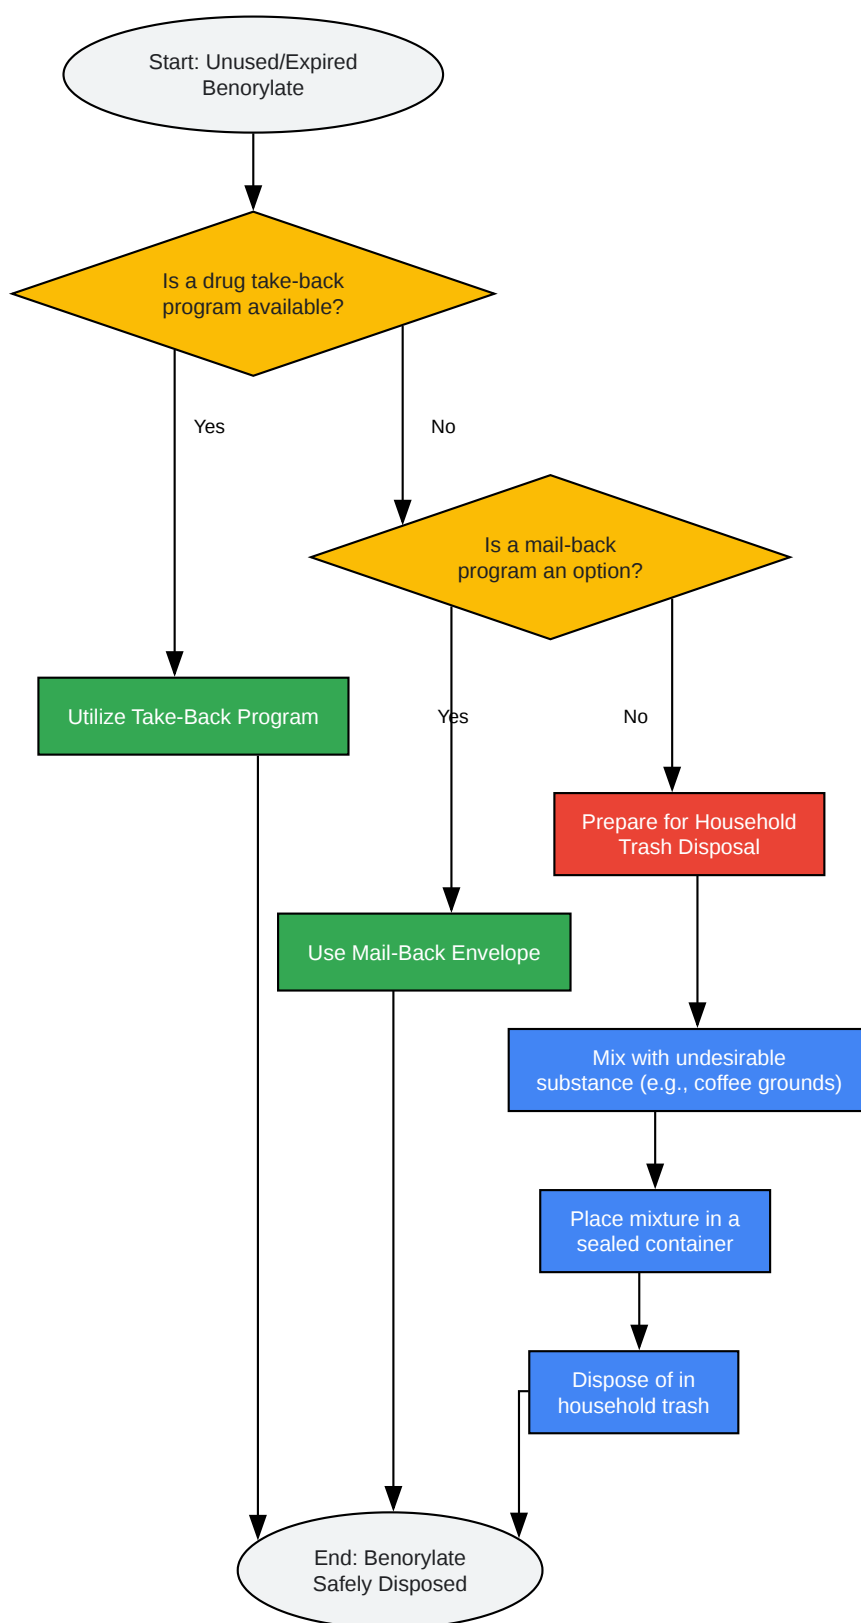 Start: Unused/Expired
Benorylate
Is a drug take-back
program available?
Yes
No
Is a mail-back
program an option?
Utilize Take-Back Program
Yes
No
Prepare for Household
Trash Disposal
Use Mail-Back Envelope
Mix with undesirable
substance (e.g., coffee grounds)
Place mixture in a
sealed container
Dispose of in
household trash
End: Benorylate
Safely Disposed